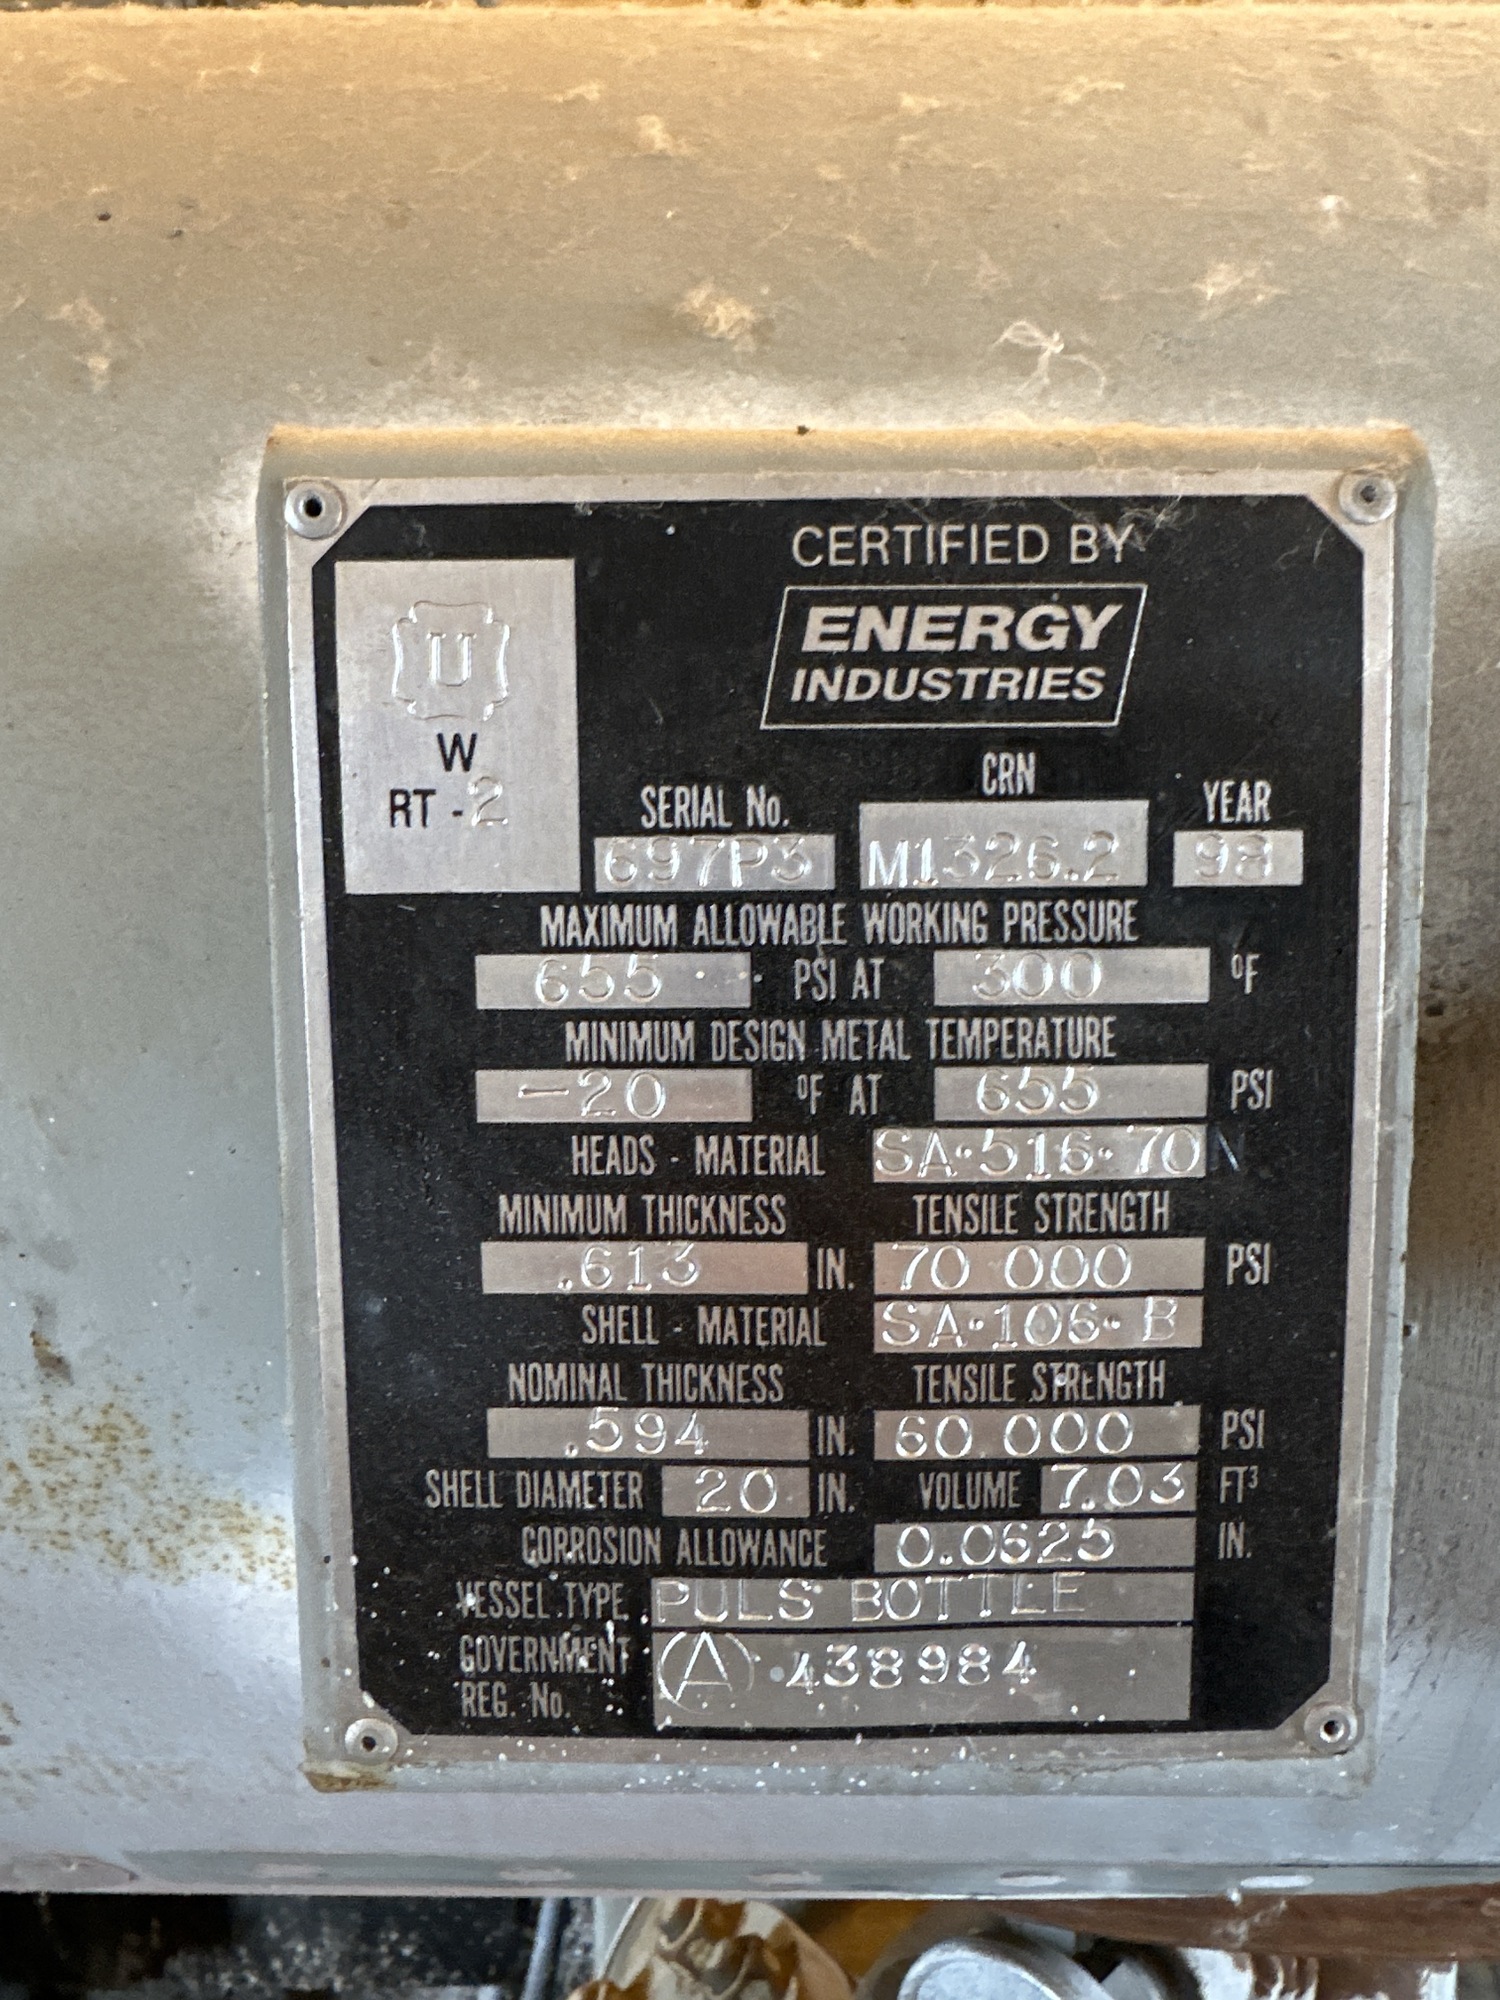 CERTIFIED BY
ENERGY
INDUSTRIES
U
W
RT - 2
CRN
SERIAL No.
YEAR
697P3 M1326.2 98
MAXIMUM ALLOWABLE WORKING PRESSURE
655 PSI AT 300 °F
MINIMUM DESIGN METAL TEMPERATURE
-20 °F AT 655 PSI
HEADS - MATERIAL SA·516·70N
MINIMUM THICKNESS TENSILE STRENGTH
.613 IN. 70 000 PSI
SHELL - MATERIAL SA·106·B
NOMINAL THICKNESS TENSILE STRENGTH
.594 IN. 60 000 PSI
SHELL DIAMETER 20 IN. VOLUME 7.03 FT³
CORROSION ALLOWANCE 0.0625 IN.
VESSEL TYPE PULS BOTTLE
GOVERNMENT
REG. No. (A) 438984